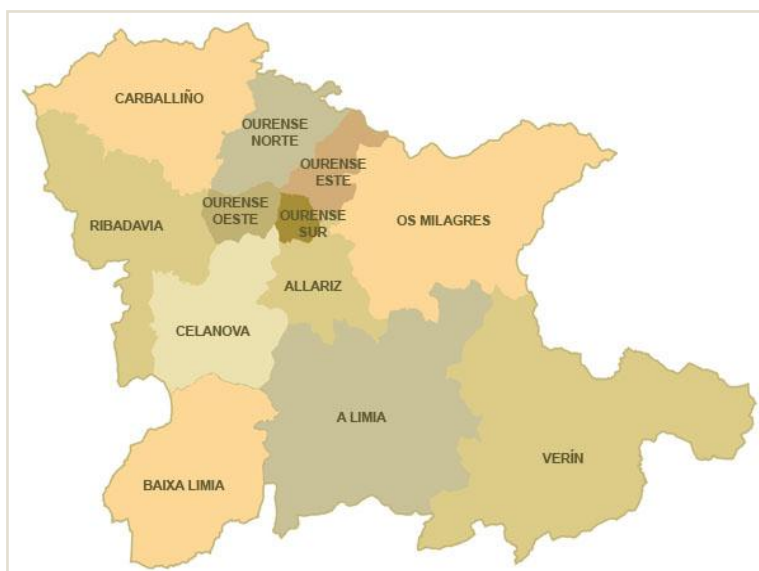 CARBALLIÑO
OURENSE
NORTE
OURENSE
ESTE
OURENSE
OESTE
OURENSE
SUR
RIBADAVIA
OS MILAGRES
ALLARIZ
CELANOVA
A LIMIA
VERÍN
BAIXA LIMIA